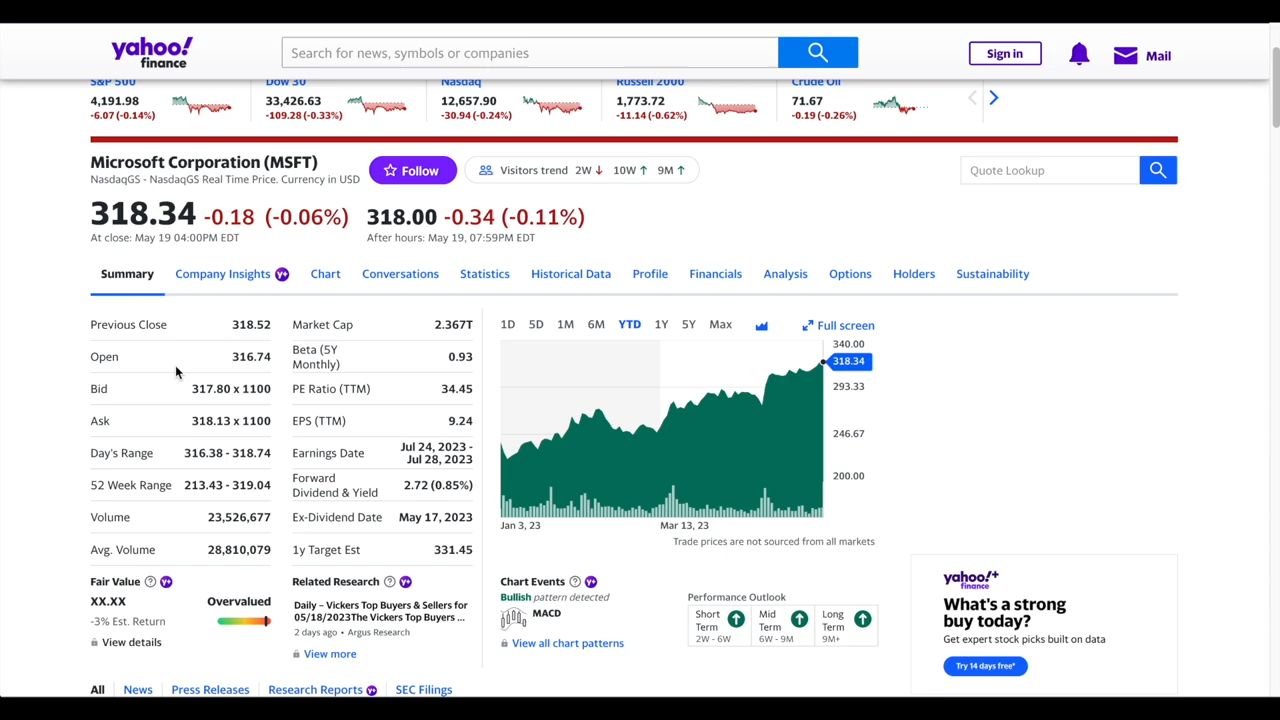 yahoo!
finance
Search for news, symbols or companies
Sign in
Mail
S&P 500
4,191.98
-6.07 (-0.14%)
Dow 30
33,426.63
-109.28 (-0.33%)
Nasdaq
12,657.90
-30.94 (-0.24%)
Russell 2000
1,773.72
-11.14 (-0.62%)
Crude Oil
71.67
-0.19 (-0.26%)
Microsoft Corporation (MSFT)
NasdaqGS - NasdaqGS Real Time Price. Currency in USD
Follow
Visitors trend 2W ↓ 10W ↑ 9M ↑
Quote Lookup
318.34 -0.18 (-0.06%)
At close: May 19 04:00PM EDT
318.00 -0.34 (-0.11%)
After hours: May 19, 07:59PM EDT
Summary Company Insights Y+ Chart Conversations Statistics Historical Data Profile Financials Analysis Options Holders Sustainability
Previous Close 318.52
Open 316.74
Bid 317.80 x 1100
Ask 318.13 x 1100
Day's Range 316.38 - 318.74
52 Week Range 213.43 - 319.04
Volume 23,526,677
Avg. Volume 28,810,079
Market Cap 2.367T
Beta (5Y
Monthly) 0.93
PE Ratio (TTM) 34.45
EPS (TTM) 9.24
Earnings Date Jul 24, 2023 -
Jul 28, 2023
Forward
Dividend & Yield 2.72 (0.85%)
Ex-Dividend Date May 17, 2023
1y Target Est 331.45
1D 5D 1M 6M YTD 1Y 5Y Max
Full screen
340.00
318.34
293.33
246.67
200.00
Jan 3, 23 Mar 13, 23
Trade prices are not sourced from all markets
Fair Value ? Y+
XX.XX Overvalued
-3% Est. Return
View details
Related Research ? Y+
Daily – Vickers Top Buyers & Sellers for
05/18/2023The Vickers Top Buyers ...
2 days ago • Argus Research
View more
Chart Events ? Y+
Bullish pattern detected
MACD
View all chart patterns
Performance Outlook
Short
Term
2W - 6W
Mid
Term
6W - 9M
Long
Term
9M+
yahoo!+
finance
What's a strong
buy today?
Get expert stock picks built on data
Try 14 days free*
All News Press Releases Research Reports Y+ SEC Filings